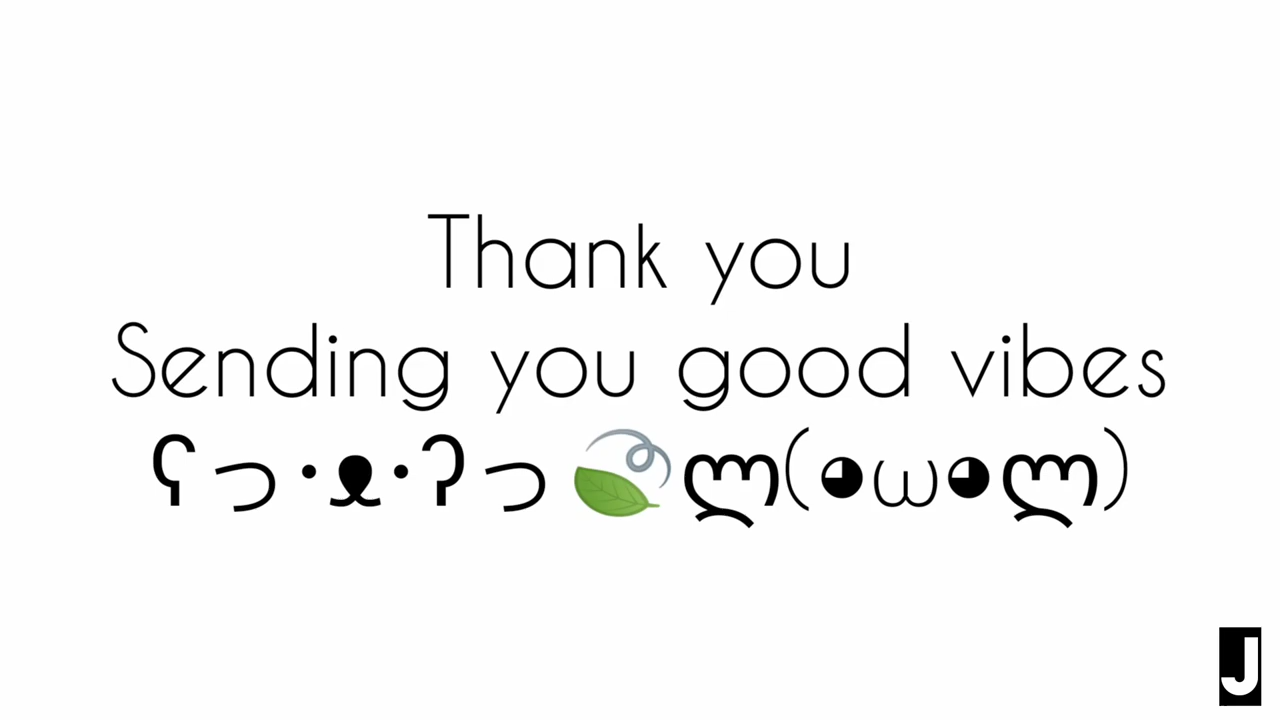 Thank you
Sending you good vibes
ʕっ･ᴥ･ʔっ🍃ლ(◕ω◕ლ)
J